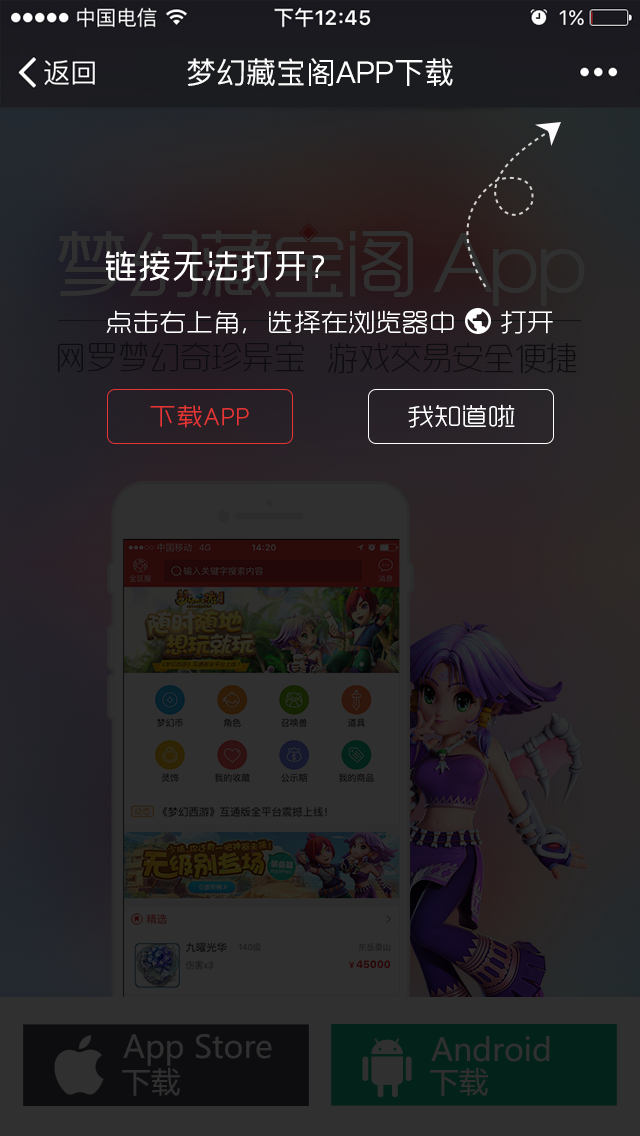 中国电信 下午12:45 1%
返回 梦幻藏宝阁APP下载
梦幻藏宝阁 App
链接无法打开?
点击右上角, 选择在浏览器中 打开
网罗梦幻奇珍异宝 游戏交易安全便捷
下载APP 我知道啦
中国移动 4G 14:20
全区服 输入关键字搜索内容 消息
随时随地
想玩就玩
梦幻币 角色 召唤兽 道具
灵饰 我的收藏 公示期 我的商品
《梦幻西游》互通版全平台震撼上线!
无级别专场
精选
九曜光华 140级 东岳泰山
伤害x3 ¥45000
App Store
下载
Android
下载